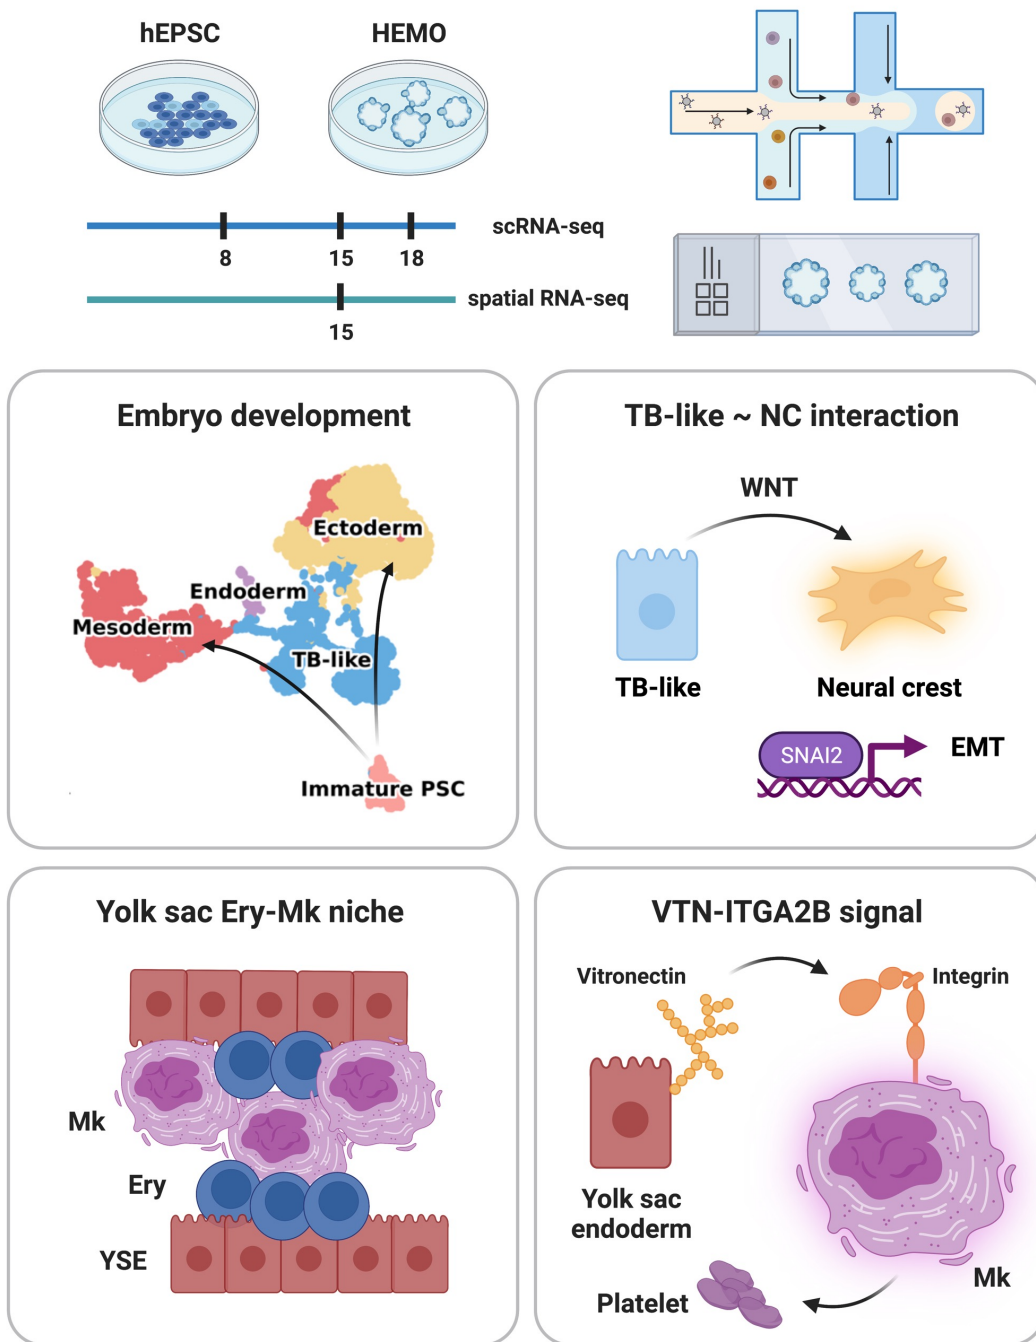 hEPSC
HEMO
scRNA-seq
8
15
18
spatial RNA-seq
15
Embryo development
Ectoderm
Endoderm
Mesoderm
TB-like
Immature PSC
TB-like ~ NC interaction
WNT
TB-like
Neural crest
SNAI2
EMT
Yolk sac Ery-Mk niche
Mk
Ery
YSE
VTN-ITGA2B signal
Vitronectin
Integrin
Yolk sac
endoderm
Mk
Platelet